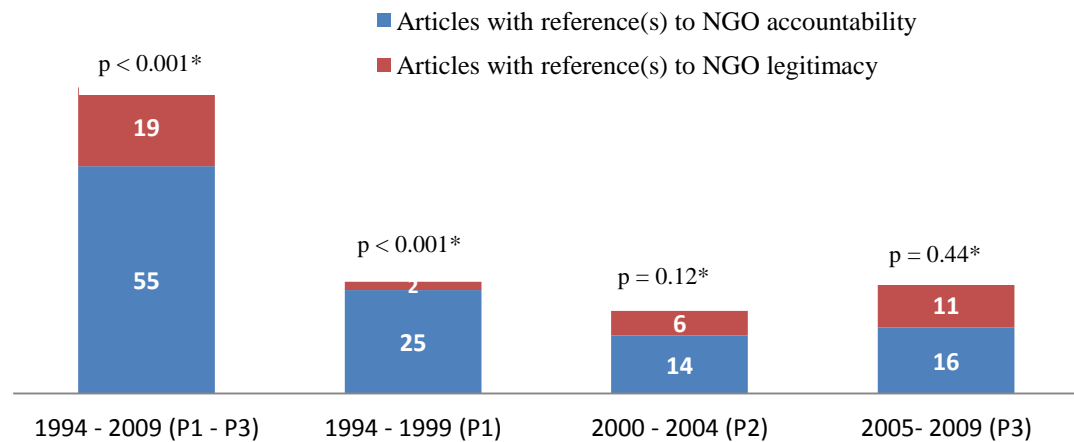 Articles with reference(s) to NGO accountability
Articles with reference(s) to NGO legitimacy
p < 0.001*
19
55
p < 0.001*
2
25
p = 0.12*
6
14
p = 0.44*
11
16
1994 - 2009 (P1 - P3)
1994 - 1999 (P1)
2000 - 2004 (P2)
2005- 2009 (P3)